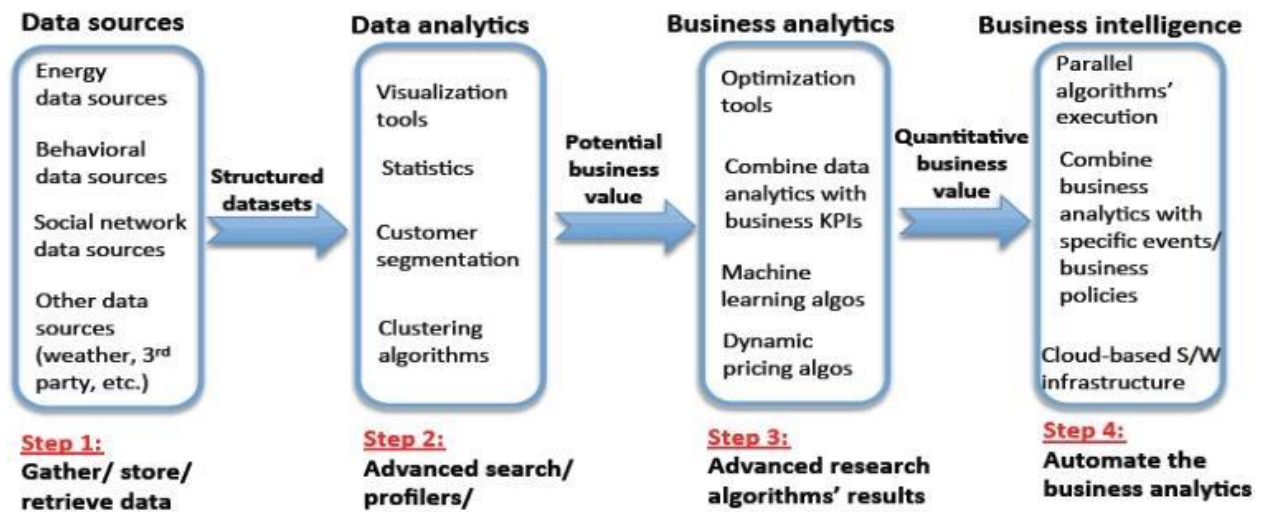 Data sources
Energy
data sources
Behavioral
data sources
Social network
data sources
Other data
sources
(weather, 3rd
party, etc.)
Step 1:
Gather/ store/
retrieve data
Structured
datasets
Data analytics
Visualization
tools
Statistics
Customer
segmentation
Clustering
algorithms
Step 2:
Advanced search/
profilers/
Potential
business
value
Business analytics
Optimization
tools
Combine data
analytics with
business KPIs
Machine
learning algos
Dynamic
pricing algos
Step 3:
Advanced research
algorithms’ results
Quantitative
business
value
Business intelligence
Parallel
algorithms’
execution
Combine
business
analytics with
specific events/
business
policies
Cloud-based S/W
infrastructure
Step 4:
Automate the
business analytics